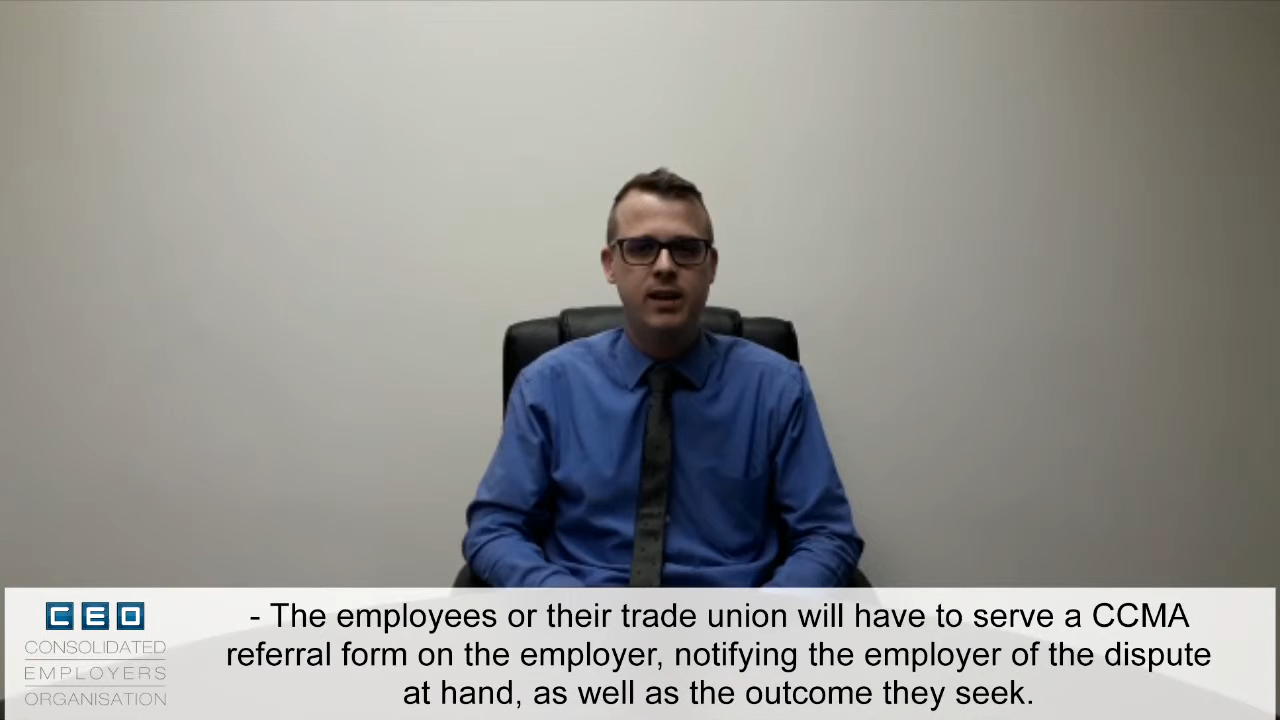 CEO
CONSOLIDATED
EMPLOYERS
ORGANISATION
- The employees or their trade union will have to serve a CCMA
referral form on the employer, notifying the employer of the dispute
at hand, as well as the outcome they seek.